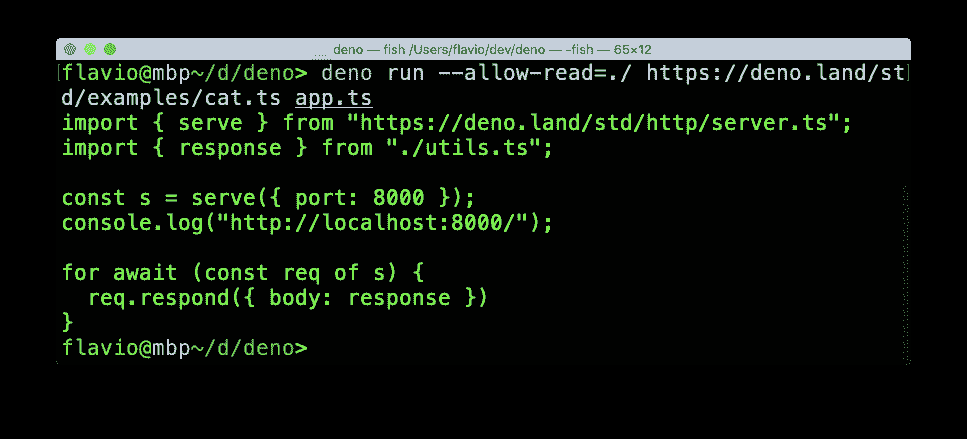 deno — fish /Users/flavio/dev/deno — -fish — 65×12
flavio@mbp~/d/deno> deno run --allow-read=./ https://deno.land/st
d/examples/cat.ts app.ts
import { serve } from "https://deno.land/std/http/server.ts";
import { response } from "./utils.ts";
const s = serve({ port: 8000 });
console.log("http://localhost:8000/");
for await (const req of s) {
  req.respond({ body: response })
}
flavio@mbp~/d/deno>